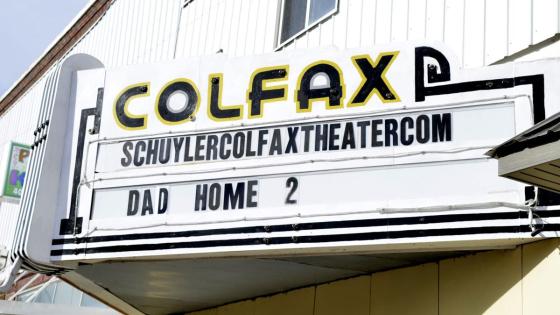 COLFAX
SCHUYLERCOLFAXTHEATERCOM
DAD HOME 2